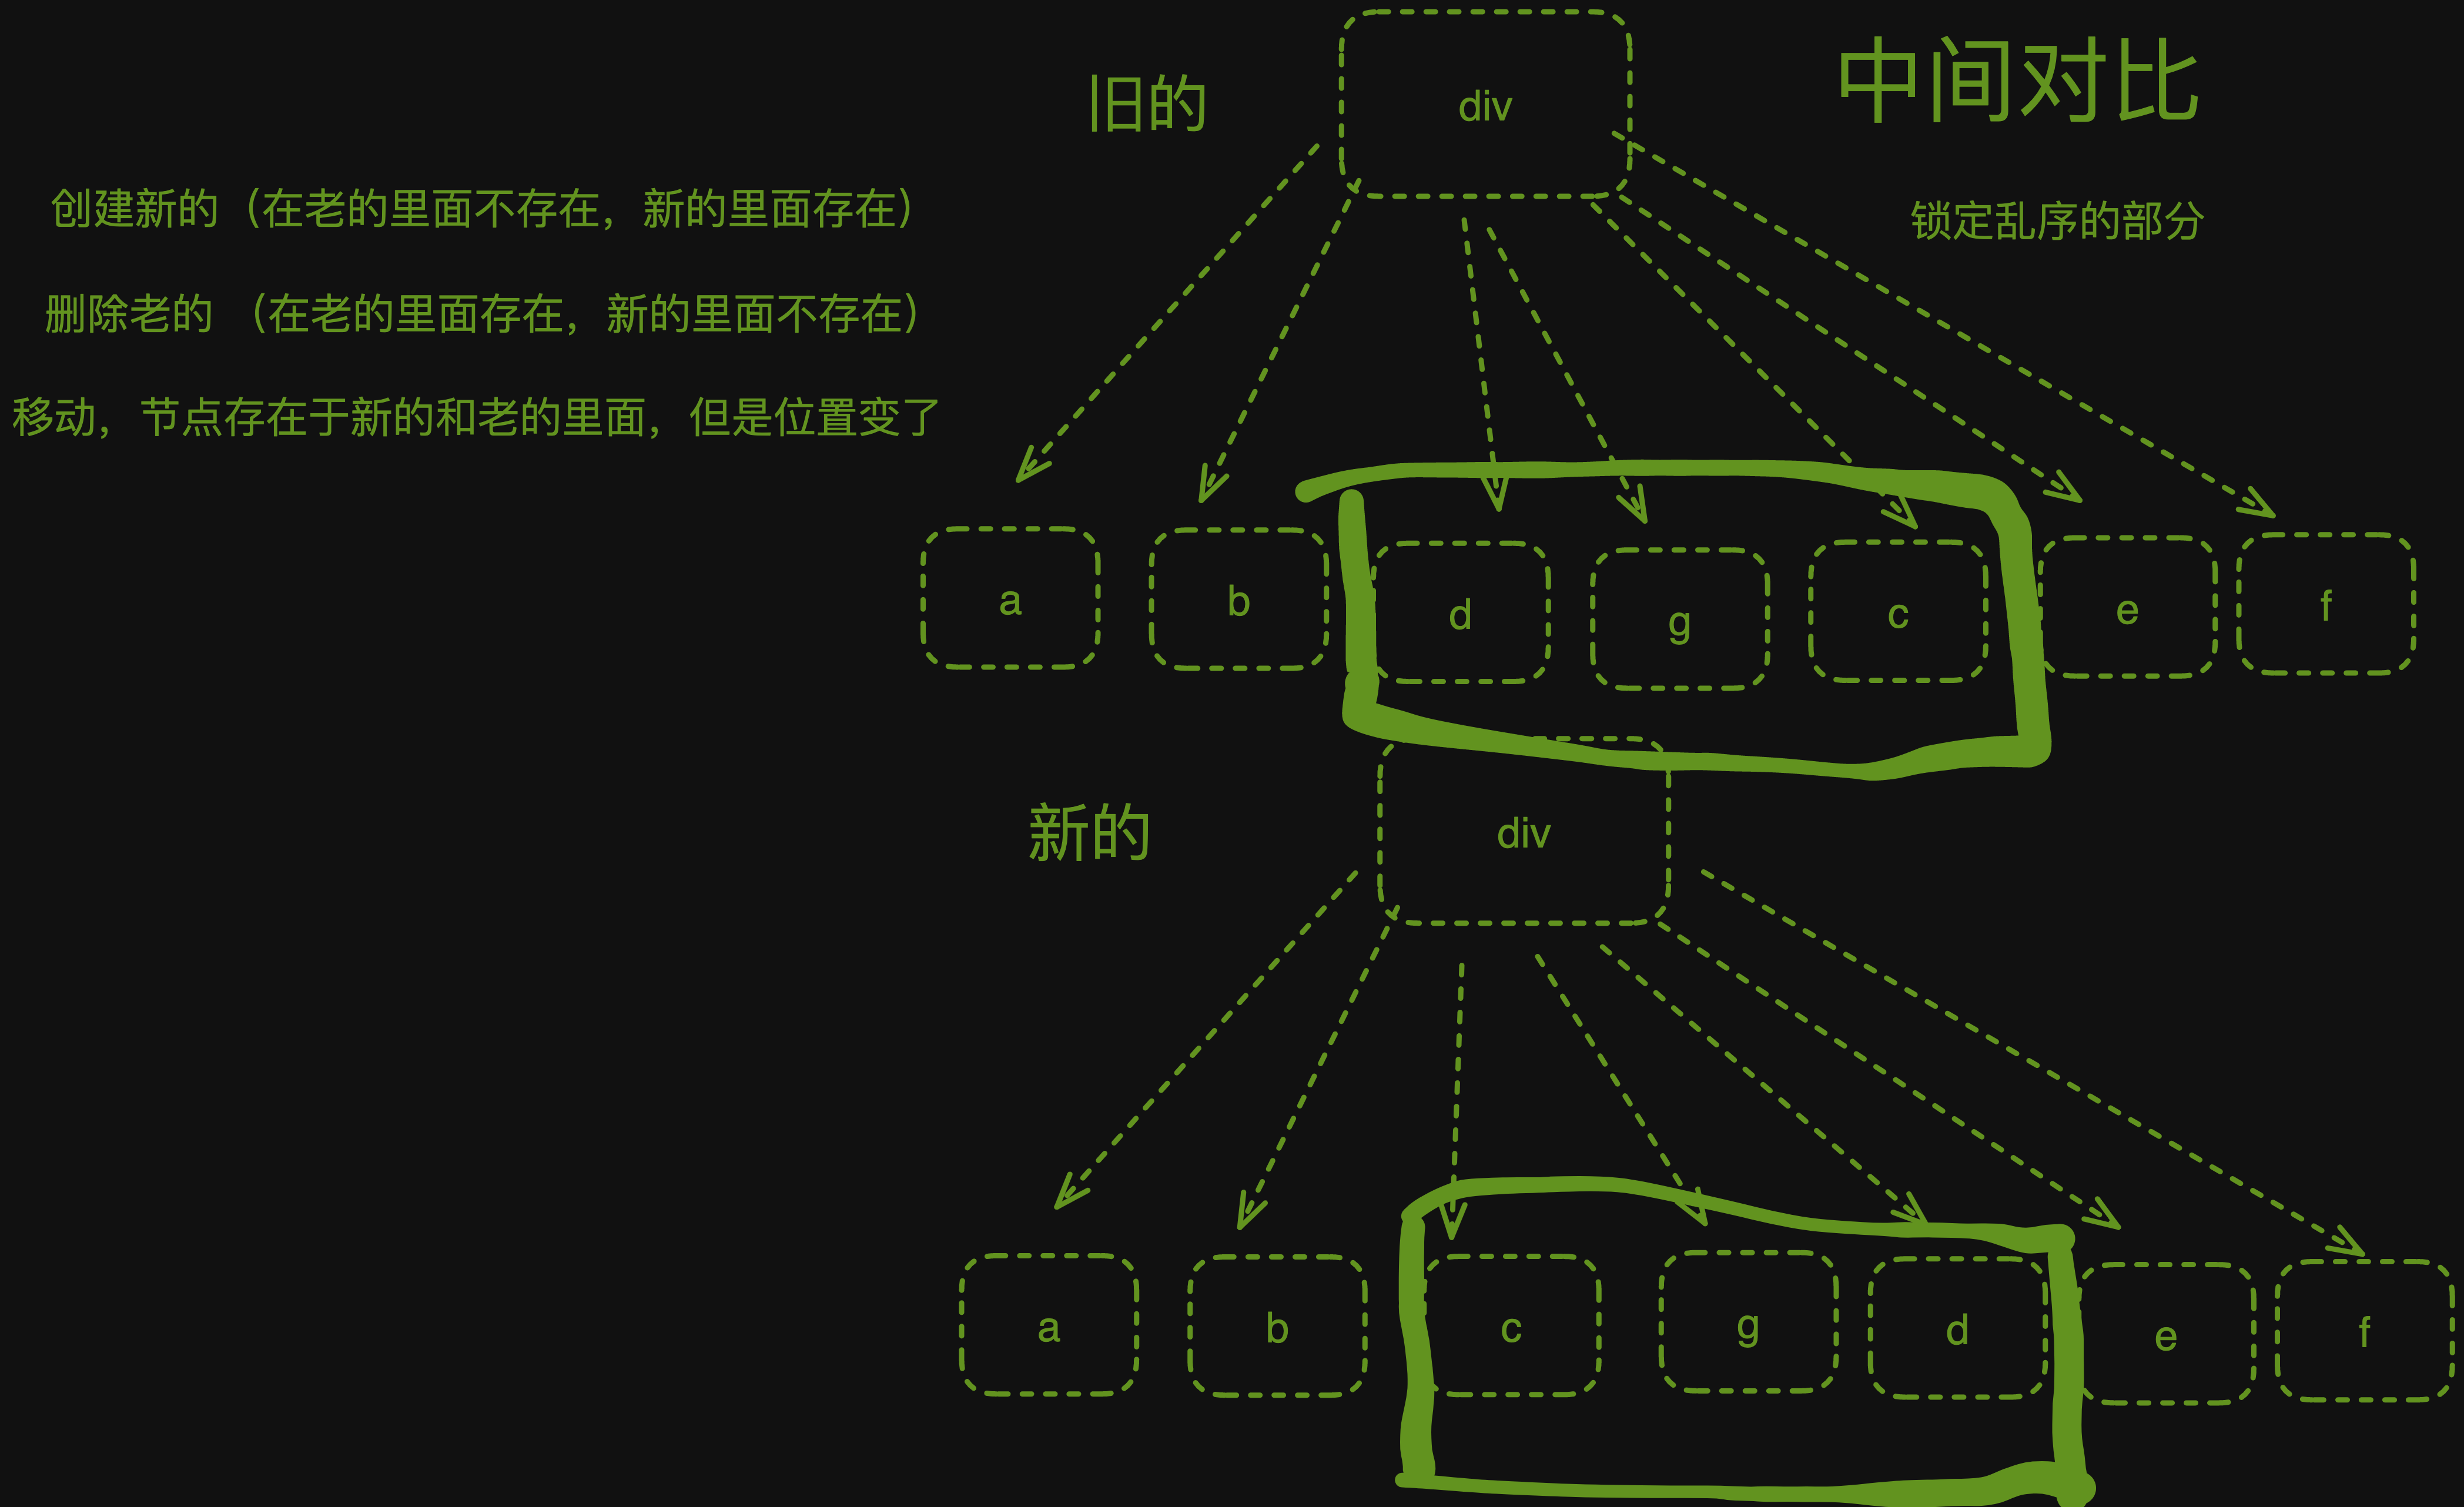 旧的
div
中间对比
创建新的（在老的里面不存在，新的里面存在）
锁定乱序的部分
删除老的 （在老的里面存在，新的里面不存在）
移动，节点存在于新的和老的里面，但是位置变了
a
b
d
g
c
e
f
新的
div
a
b
c
g
d
e
f